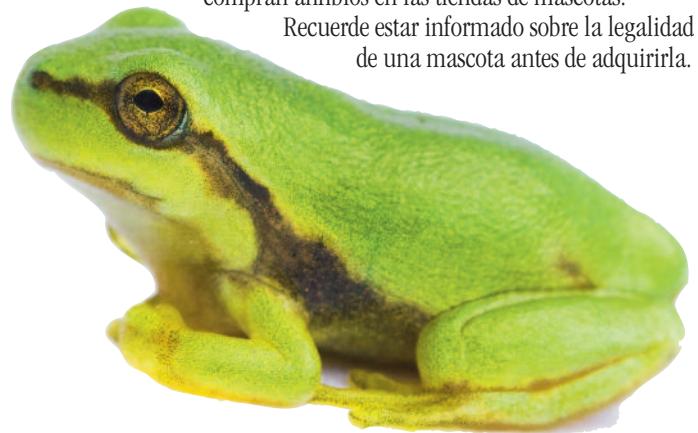 compran anfibios en las tiendas de mascotas.
Recuerde estar informado sobre la legalidad
de una mascota antes de adquirirla.